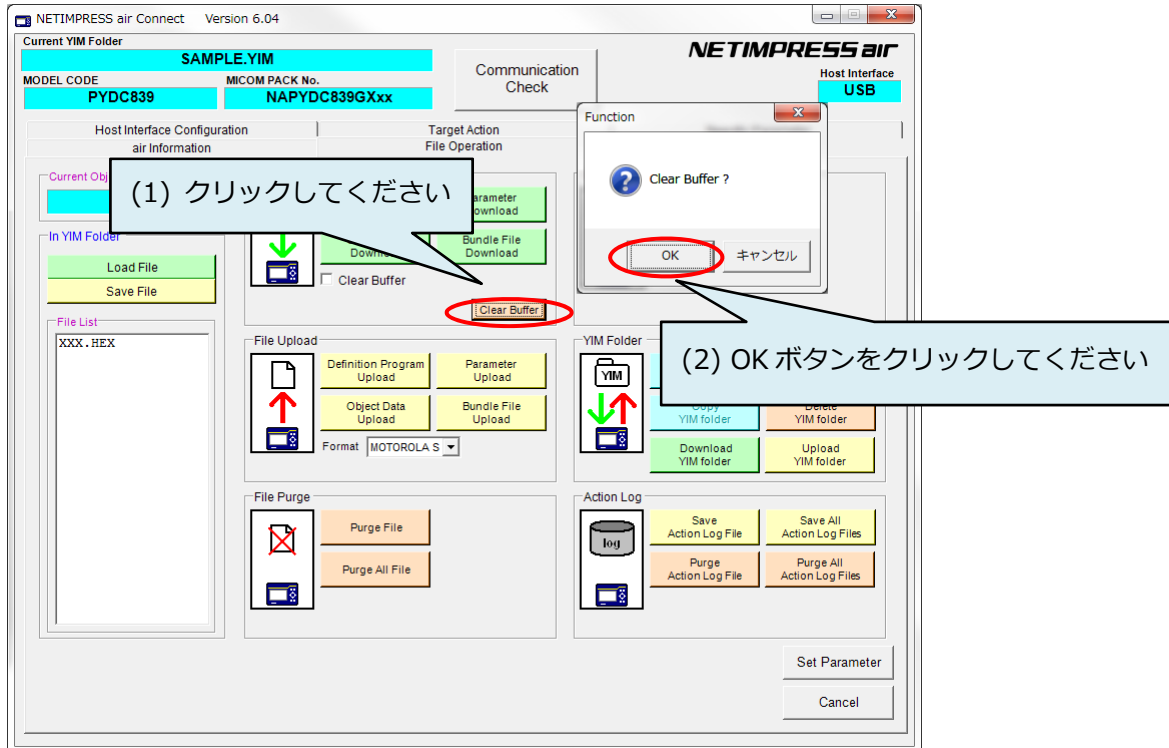 NETIMPRESS air Connect Version 6.04
Current YIM Folder
SAMPLE.YIM
MODEL CODE
MICOM PACK No.
PYDC839
NAPYDC839GXxx
Communication
Check
NETIMPRESS air
Host Interface
USB
Host Interface Configuration
Target Action
air Information
File Operation
Function
Clear Buffer ?
OK
キャンセル
(1) クリックしてください
(2) OK ボタンをクリックしてください
Current Obj
In YIM Folder
Load File
Save File
File List
XXX.HEX
Bundle File
Download
Clear Buffer
Clear Buffer
File Upload
Definition Program
Upload
Parameter
Upload
Object Data
Upload
Bundle File
Upload
Format MOTOROLA S
YIM Folder
YIM
YIM folder
YIM folder
Download
YIM folder
Upload
YIM folder
File Purge
Purge File
Purge All File
Action Log
log
Save
Action Log File
Save All
Action Log Files
Purge
Action Log File
Purge All
Action Log Files
Set Parameter
Cancel